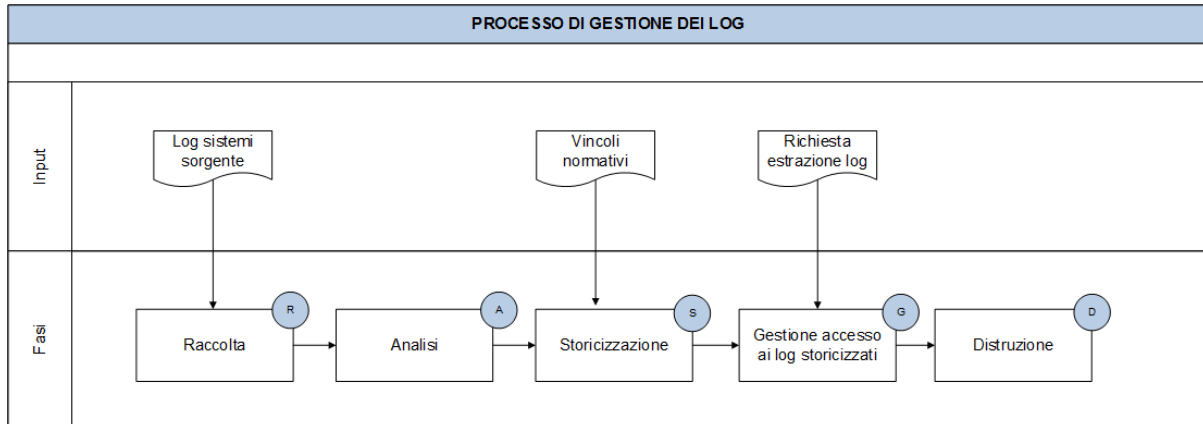 PROCESSO DI GESTIONE DEI LOG
Input
Log sistemi
sorgente
Vincoli
normativi
Richiesta
estrazione log
Fasi
R
Raccolta
A
Analisi
S
Storicizzazione
G
Gestione accesso
ai log storicizzati
D
Distruzione